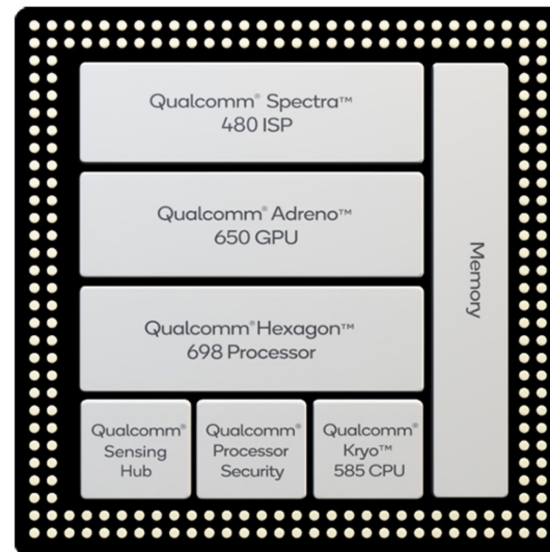 Qualcomm® Spectra™
480 ISP
Qualcomm® Adreno™
650 GPU
Qualcomm® Hexagon™
698 Processor
Qualcomm®
Sensing
Hub
Qualcomm®
Processor
Security
Qualcomm®
Kryo™
585 CPU
Memory